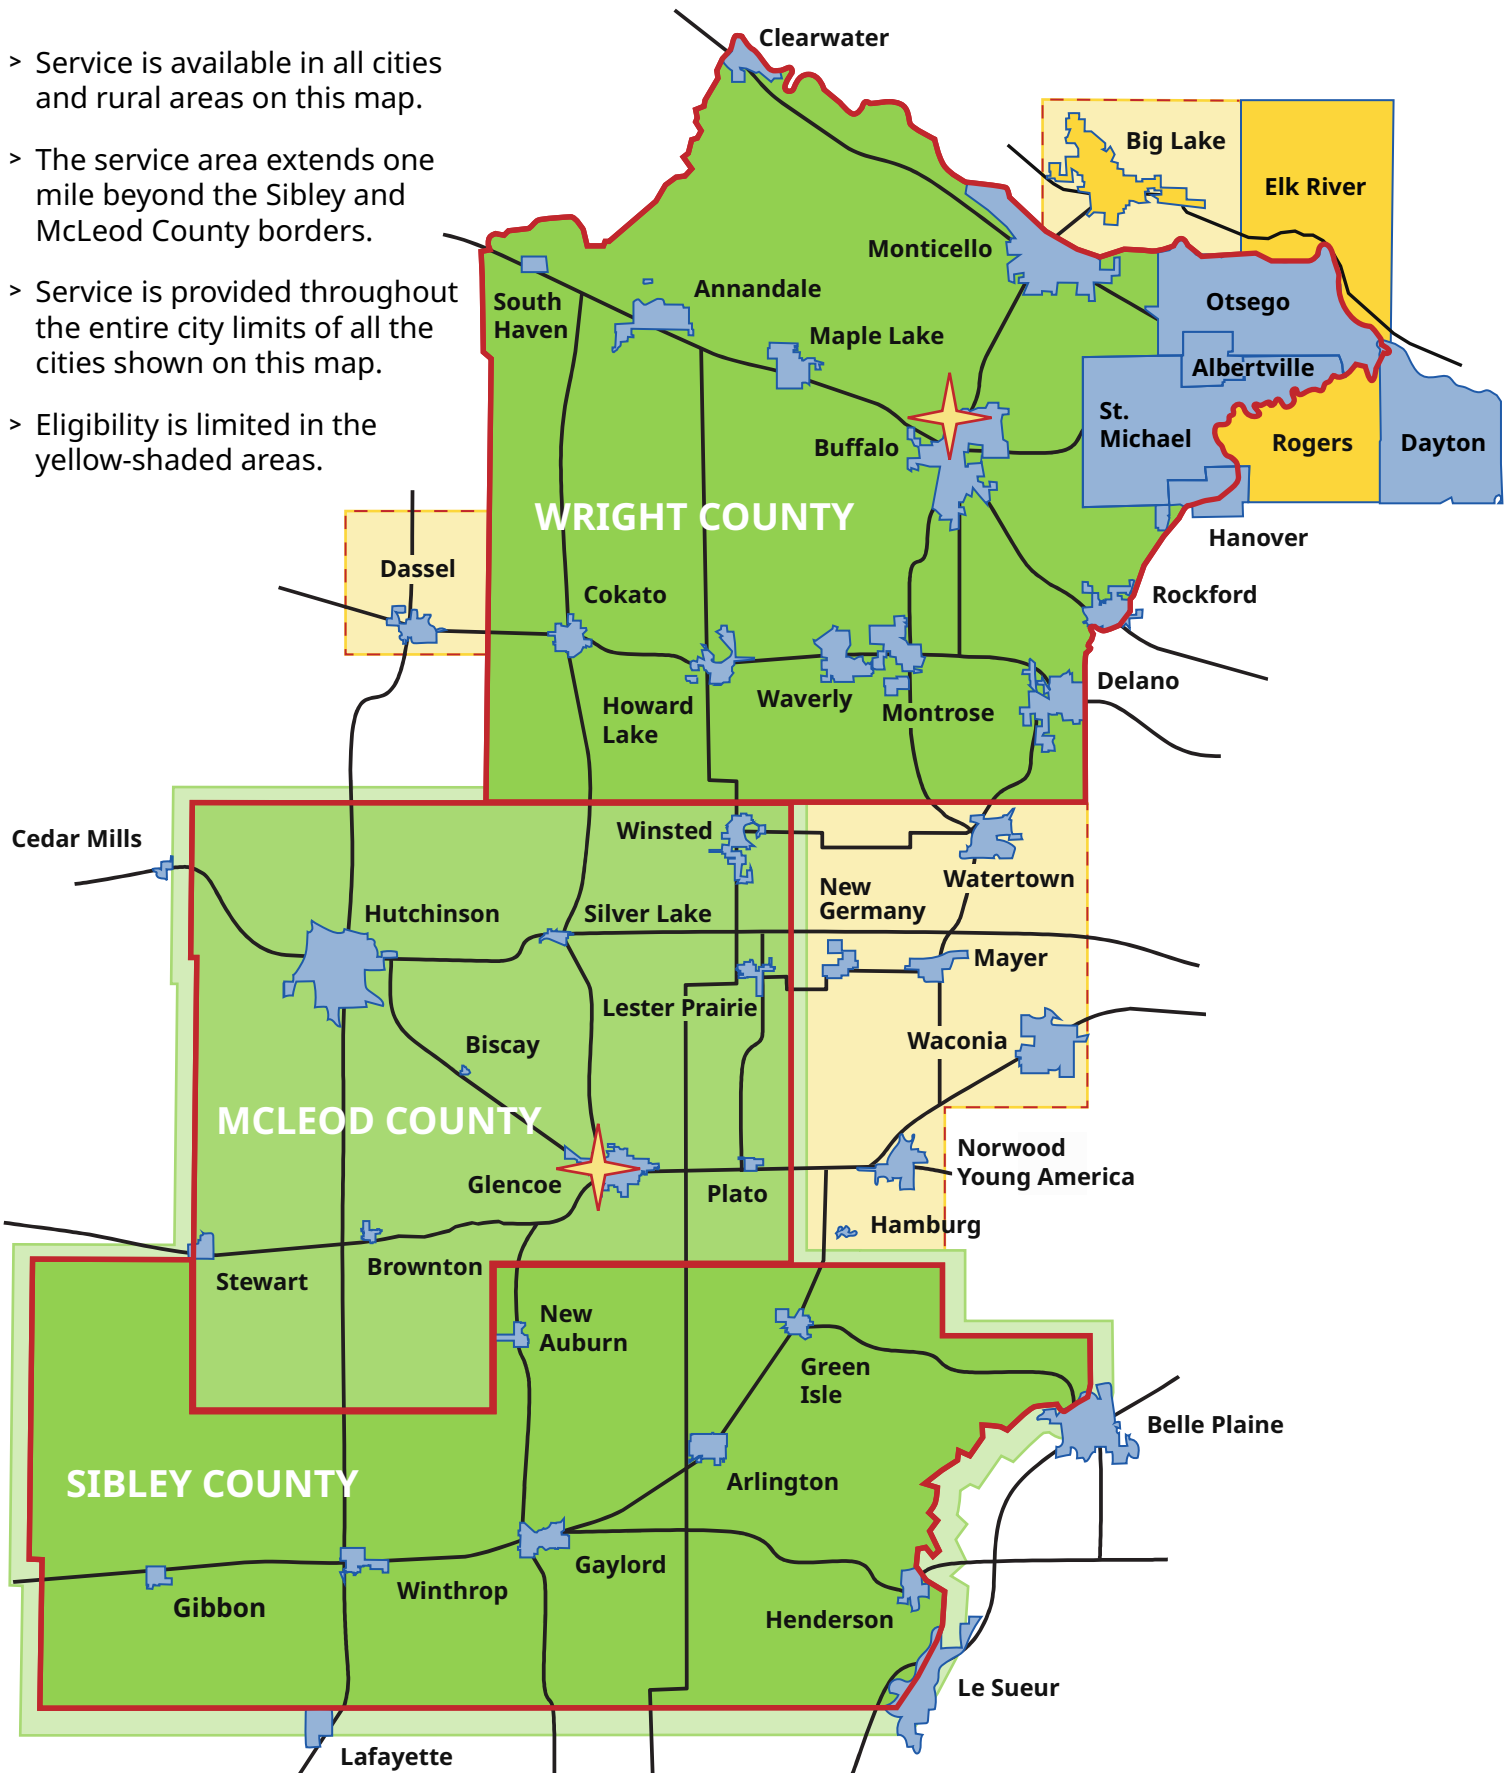 > Service is available in all cities
and rural areas on this map.
> The service area extends one
mile beyond the Sibley and
McLeod County borders.
> Service is provided throughout
the entire city limits of all the
cities shown on this map.
> Eligibility is limited in the
yellow-shaded areas.
Clearwater
Big Lake
Elk River
Monticello
South
Haven
Annandale
Otsego
Maple Lake
Albertville
St.
Michael
Buffalo
Rogers
Dayton
WRIGHT COUNTY
Hanover
Dassel
Cokato
Rockford
Howard
Lake
Waverly
Montrose
Delano
Cedar Mills
Winsted
Watertown
New
Germany
Hutchinson
Silver Lake
Mayer
Lester Prairie
Biscay
Waconia
MCLEOD COUNTY
Norwood
Young America
Glencoe
Plato
Hamburg
Stewart
Brownton
New
Auburn
Green
Isle
Belle Plaine
SIBLEY COUNTY
Arlington
Gaylord
Gibbon
Winthrop
Henderson
Le Sueur
Lafayette